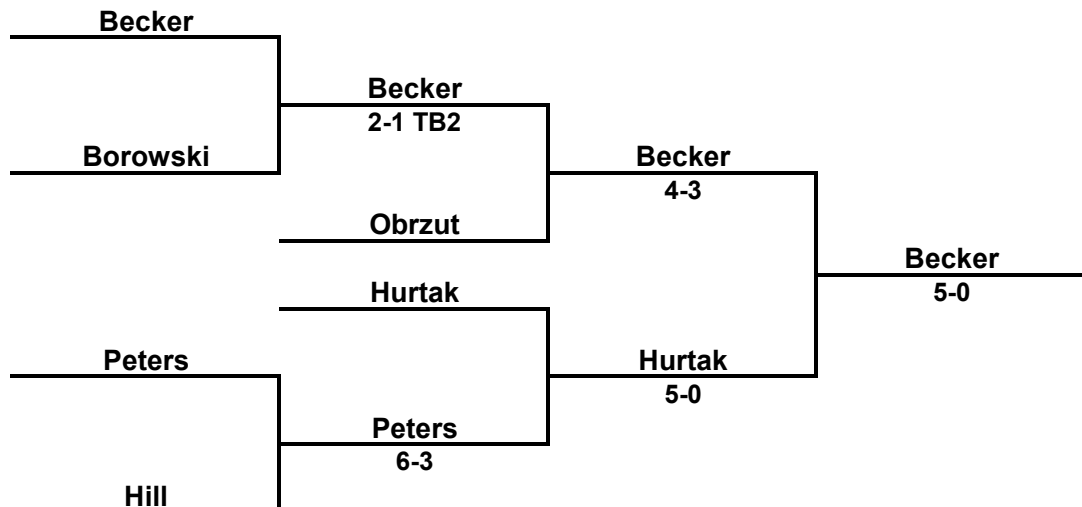 Becker
Becker
2-1 TB2
Borowski
Becker
4-3
Obrzut
Becker
5-0
Hurtak
Peters
Hurtak
5-0
Peters
6-3
Hill